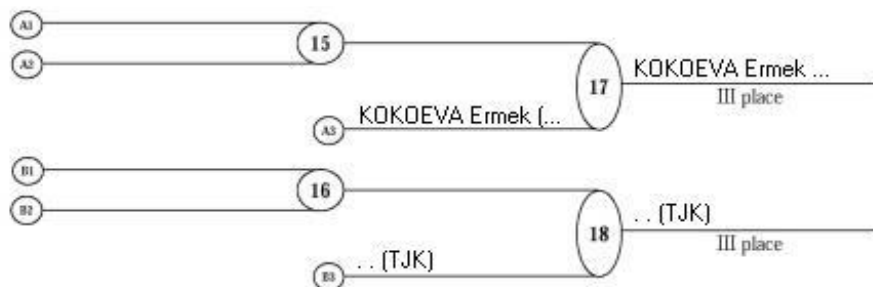 A1
15
A2
KOKOEVA Ermek ...
17
III place
KOKOEVA Ermek (...
A3
B1
16
B2
. . (TJK)
18
III place
. . (TJK)
B3